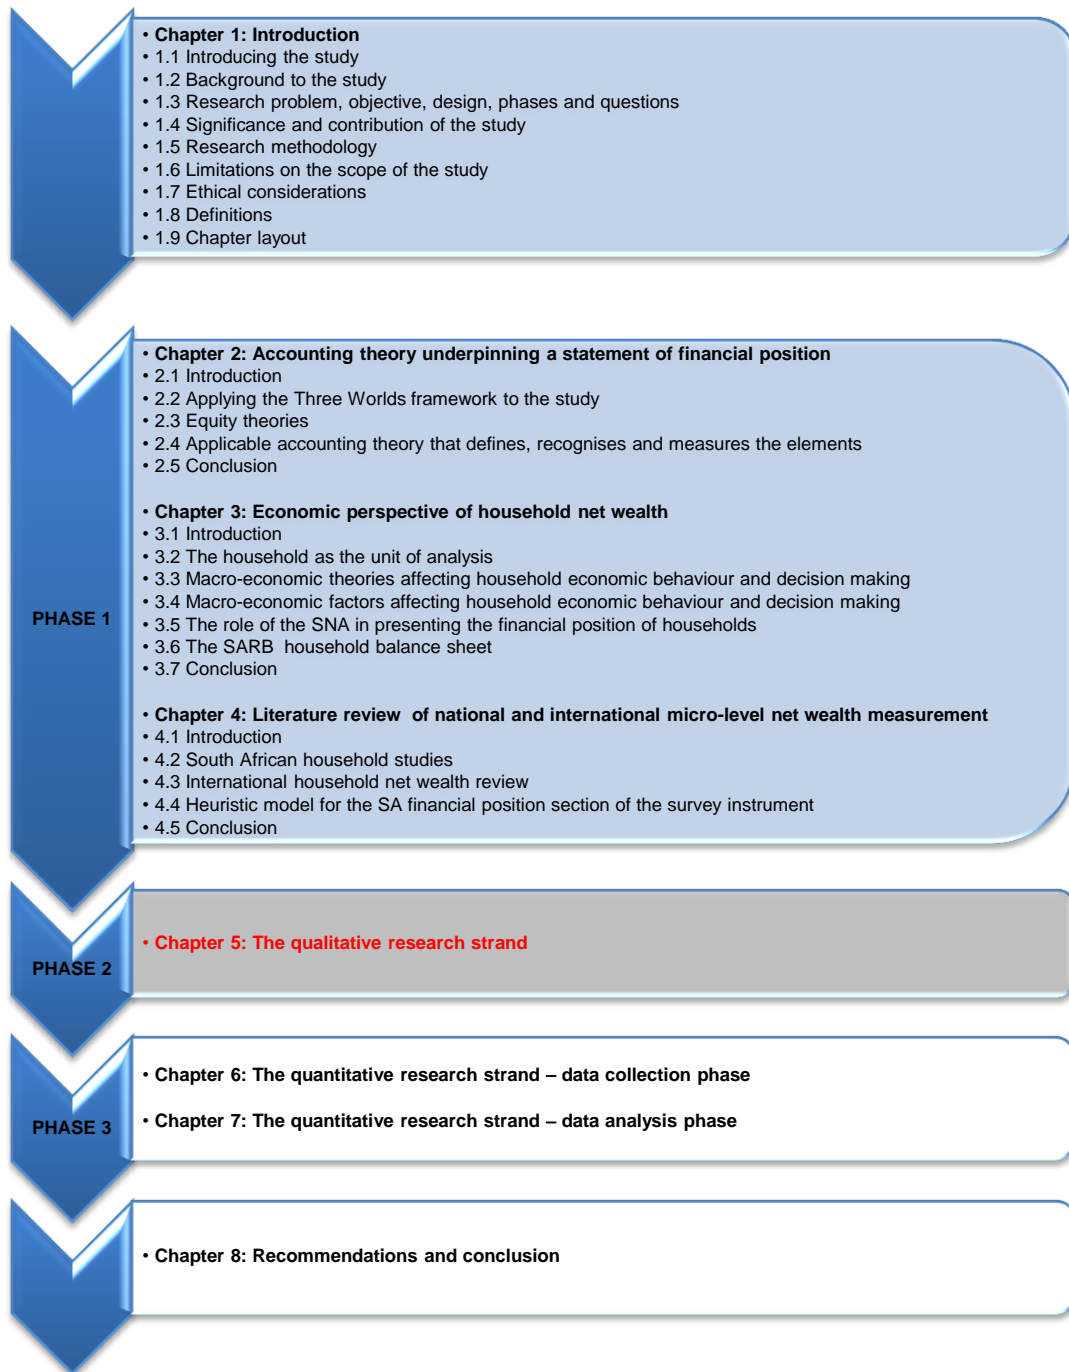 • Chapter 1: Introduction
• 1.1 Introducing the study
• 1.2 Background to the study
• 1.3 Research problem, objective, design, phases and questions
• 1.4 Significance and contribution of the study
• 1.5 Research methodology
• 1.6 Limitations on the scope of the study
• 1.7 Ethical considerations
• 1.8 Definitions
• 1.9 Chapter layout
PHASE 1
• Chapter 2: Accounting theory underpinning a statement of financial position
• 2.1 Introduction
• 2.2 Applying the Three Worlds framework to the study
• 2.3 Equity theories
• 2.4 Applicable accounting theory that defines, recognises and measures the elements
• 2.5 Conclusion
• Chapter 3: Economic perspective of household net wealth
• 3.1 Introduction
• 3.2 The household as the unit of analysis
• 3.3 Macro-economic theories affecting household economic behaviour and decision making
• 3.4 Macro-economic factors affecting household economic behaviour and decision making
• 3.5 The role of the SNA in presenting the financial position of households
• 3.6 The SARB household balance sheet
• 3.7 Conclusion
• Chapter 4: Literature review of national and international micro-level net wealth measurement
• 4.1 Introduction
• 4.2 South African household studies
• 4.3 International household net wealth review
• 4.4 Heuristic model for the SA financial position section of the survey instrument
• 4.5 Conclusion
PHASE 2
• Chapter 5: The qualitative research strand
PHASE 3
• Chapter 6: The quantitative research strand – data collection phase
• Chapter 7: The quantitative research strand – data analysis phase
• Chapter 8: Recommendations and conclusion